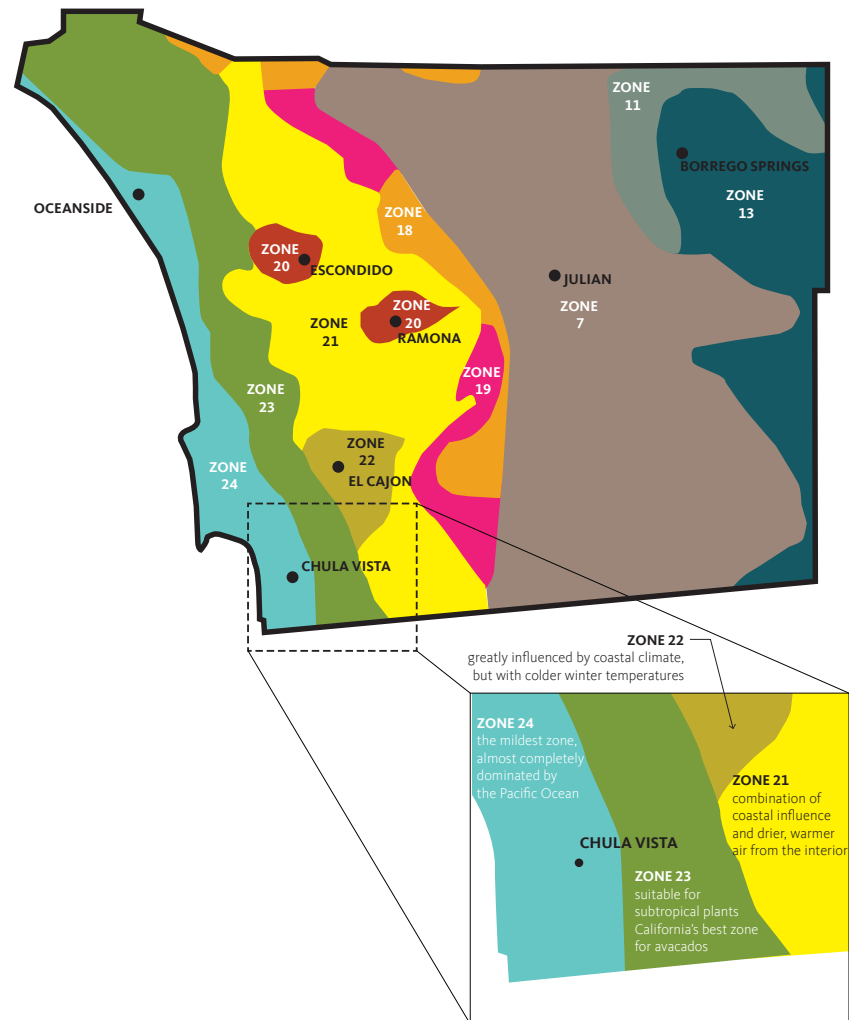 ZONE
11
BORREGO SPRINGS
ZONE
13
OCEANSIDE
ZONE
18
ZONE
20
ESCONDIDO
JULIAN
ZONE
7
ZONE
20
RAMONA
ZONE
21
ZONE
19
ZONE
23
ZONE
22
EL CAJON
ZONE
24
CHULA VISTA
ZONE 22
greatly influenced by coastal climate,
but with colder winter temperatures
ZONE 24
the mildest zone,
almost completely
dominated by
the Pacific Ocean
ZONE 21
combination of
coastal influence
and drier, warmer
air from the interior
CHULA VISTA
ZONE 23
suitable for
subtropical plants
California's best zone
for avacados